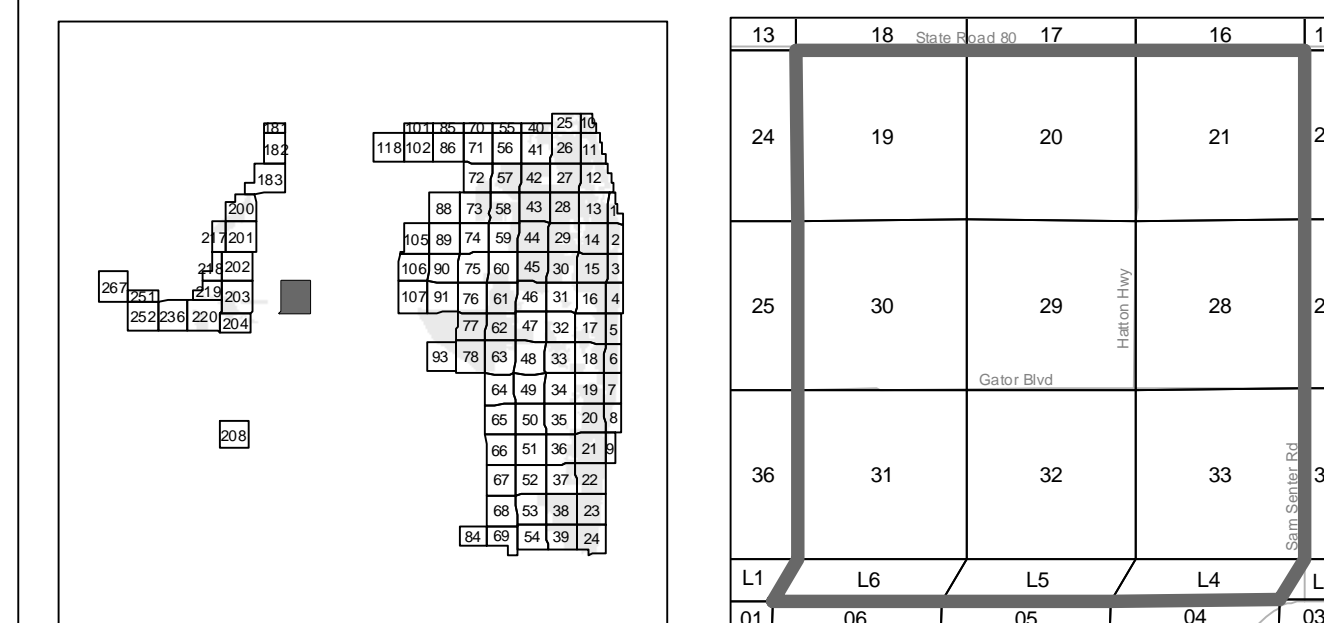 181
101 85 70 55 40 25 10
182
118 102 86 71 56 41 26 11
183
72 57 42 27 12
200
88 73 58 43 28 13 1
217 201
105 89 74 59 44 29 14 2
218 202
106 90 75 60 45 30 15 3
267 251 219 203
107 91 76 61 46 31 16 4
252 236 220 204
77 62 47 32 17 5
93 78 63 48 33 18 6
64 49 34 19 7
65 50 35 20 8
208
66 51 36 21 9
67 52 37 22
68 53 38 23
84 69 54 39 24
13 18 State Road 80 17 16
24 19 20 21
25 30 29 28
Hatton Hwy
Gator Blvd
36 31 32 33
Sam Senter Rd
L1 L6 L5 L4 L
01 06 05 04 03